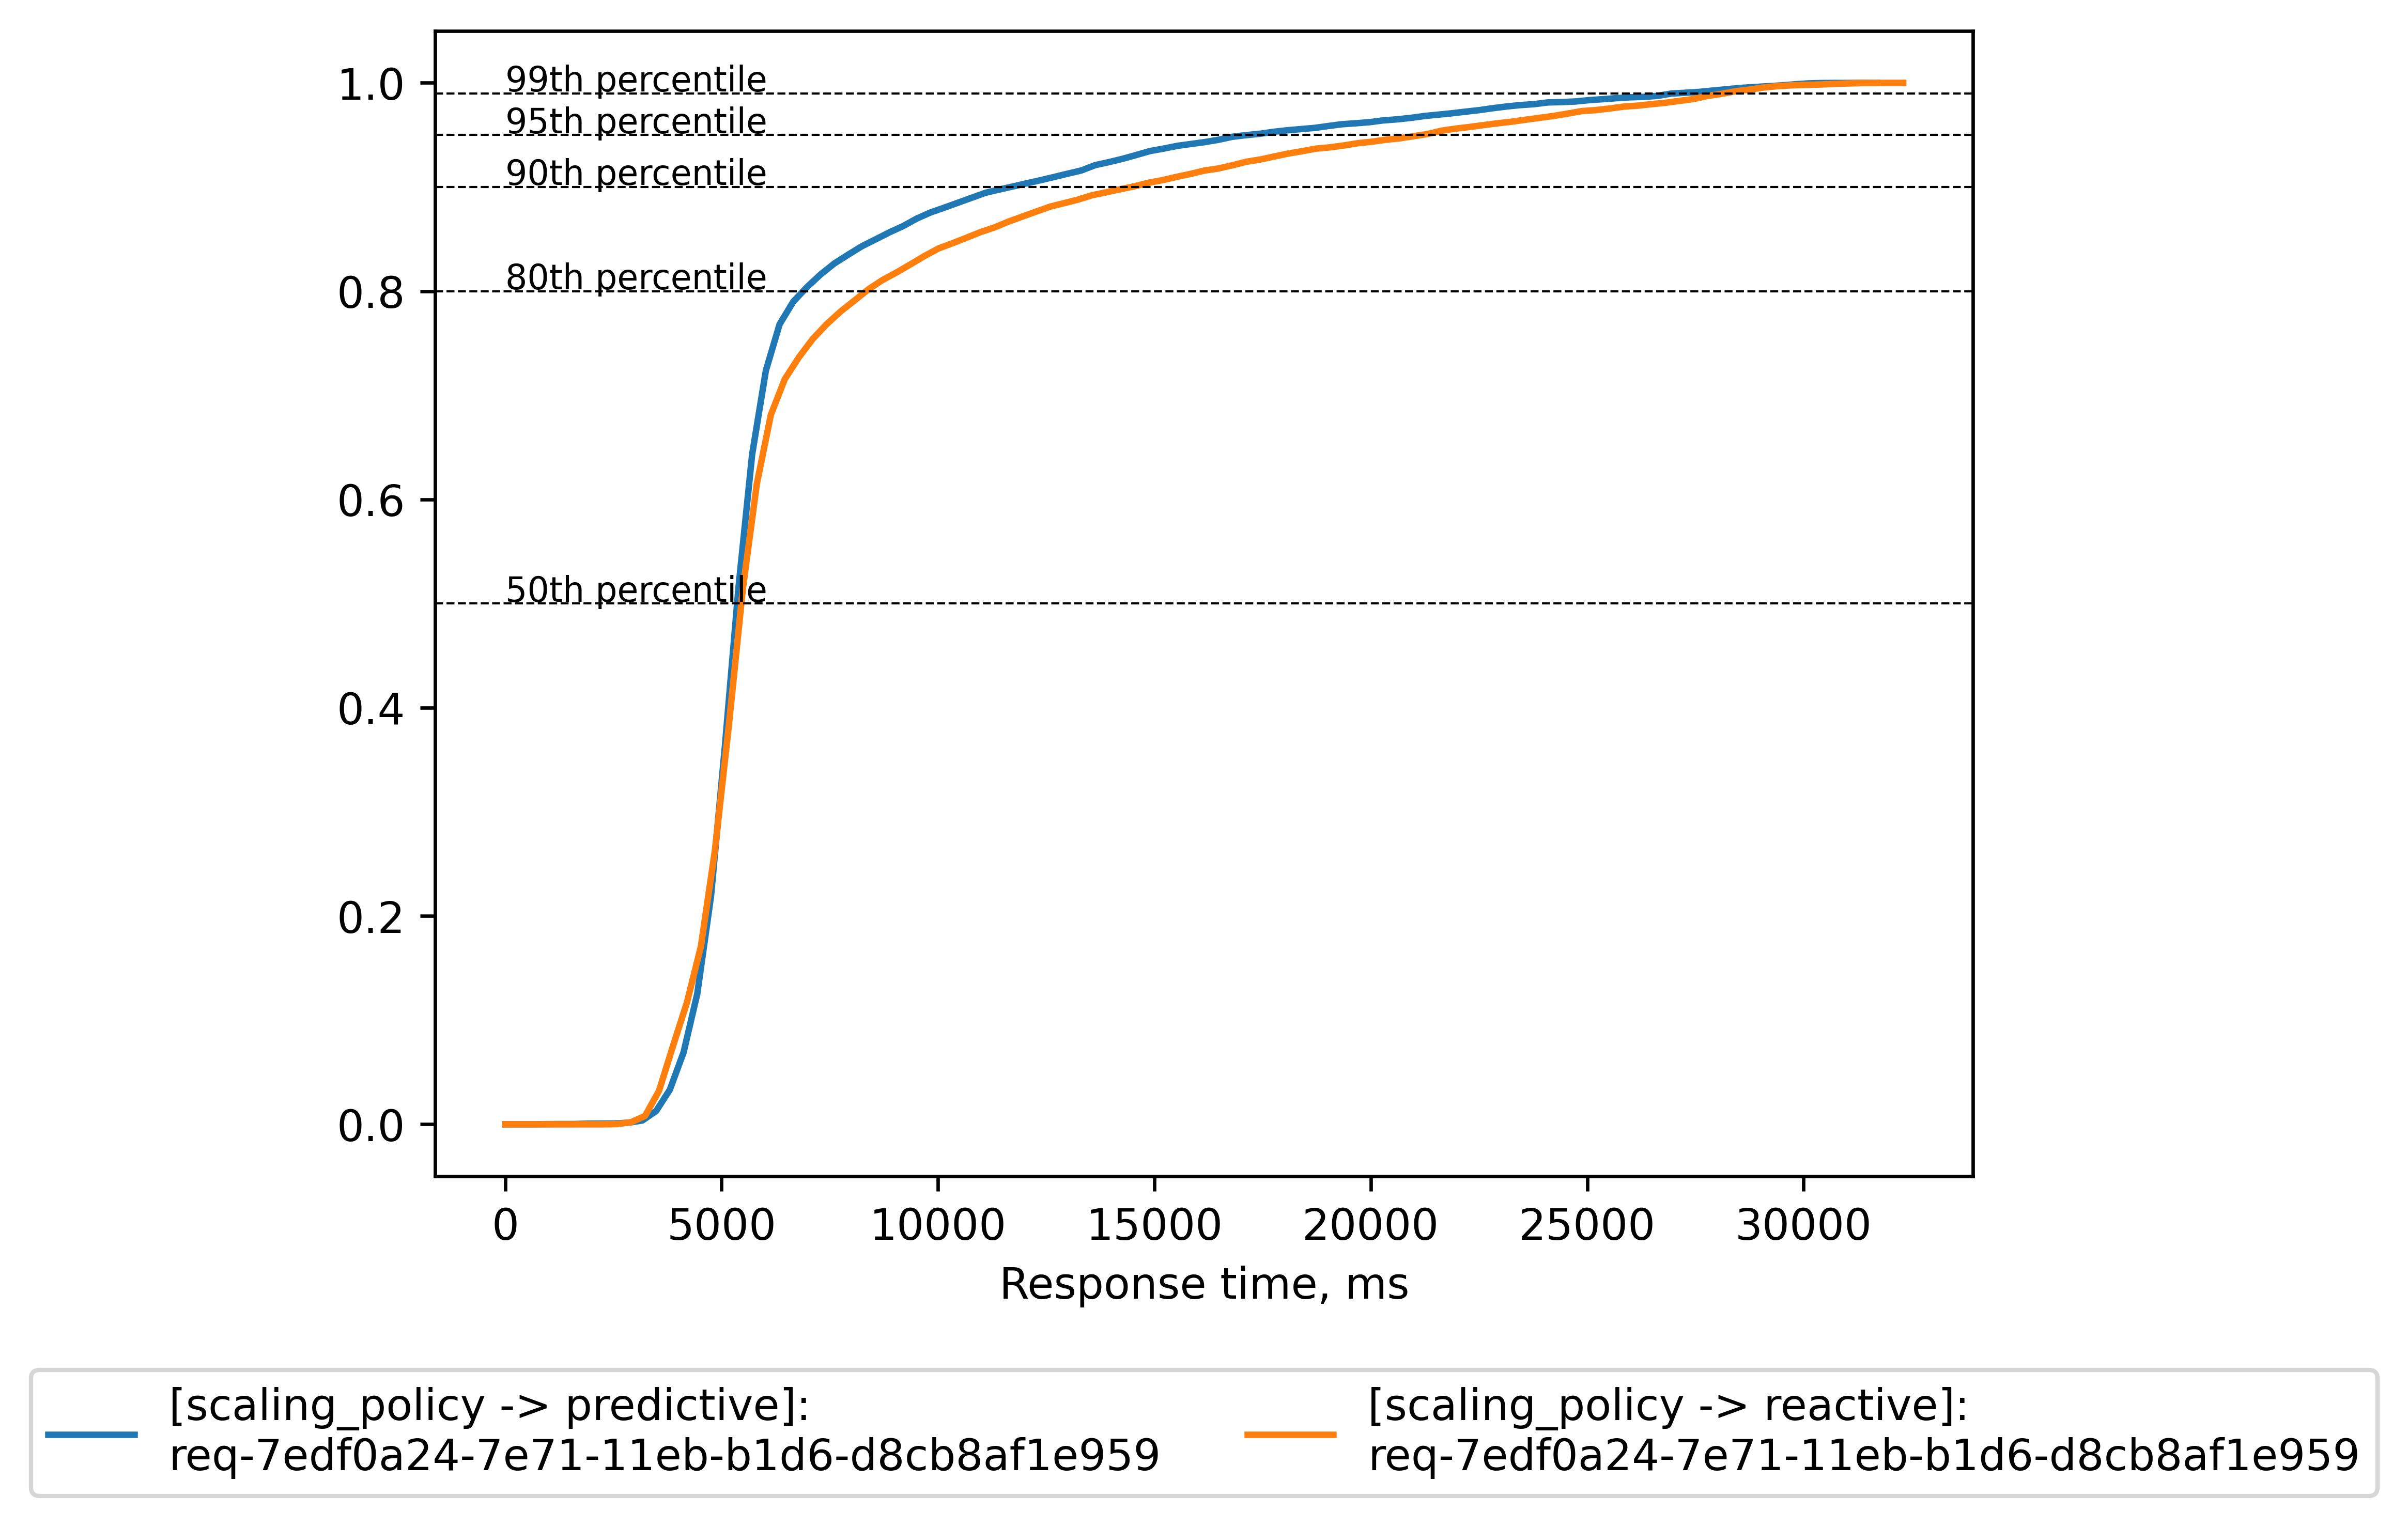 1.0
0.8
0.6
0.4
0.2
0.0
99th percentile
95th percentile
90th percentile
80th percentile
50th percentile
0 5000 10000 15000 20000 25000 30000
Response time, ms
[scaling_policy -> predictive]:
req-7edf0a24-7e71-11eb-b1d6-d8cb8af1e959
[scaling_policy -> reactive]:
req-7edf0a24-7e71-11eb-b1d6-d8cb8af1e959